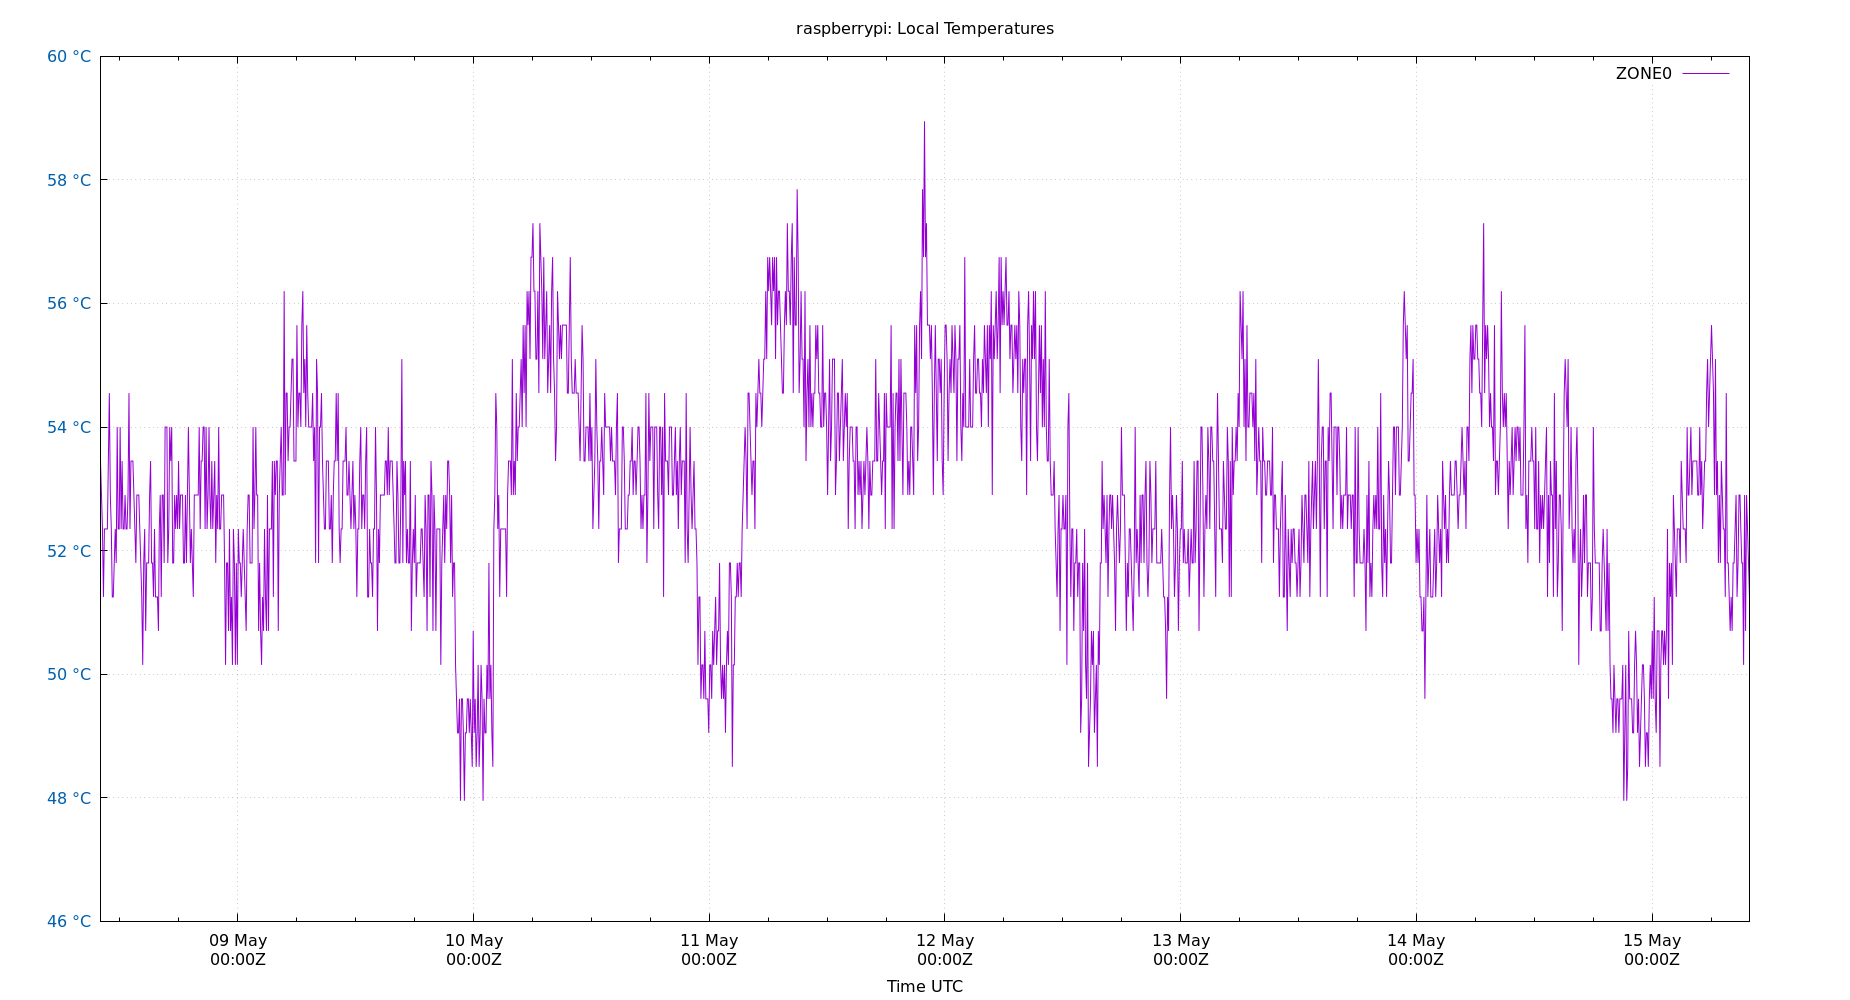 raspberrypi: Local Temperatures
60 °C
ZONE0
58 °C
56 °C
54 °C
52 °C
50 °C
48 °C
46 °C
09 May 10 May 11 May 12 May 13 May 14 May 15 May
00:00Z 00:00Z 00:00Z 00:00Z 00:00Z 00:00Z 00:00Z
Time UTC